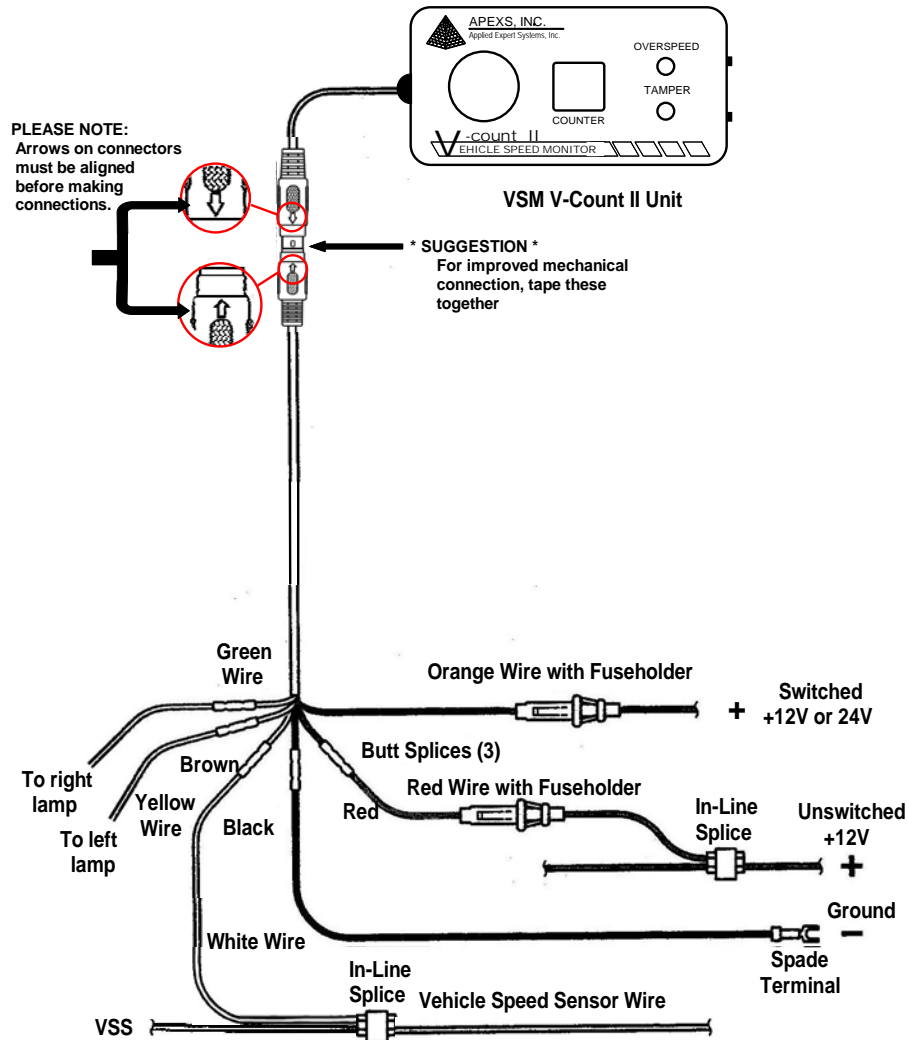 APEXS, INC.
Applied Expert Systems, Inc.
OVERSPEED
TAMPER
COUNTER
V-count II
VEHICLE SPEED MONITOR
VSM V-Count II Unit
PLEASE NOTE:
Arrows on connectors
must be aligned
before making
connections.
* SUGGESTION *
For improved mechanical
connection, tape these
together
Green
Wire
Orange Wire with Fuseholder
+
Switched
+12V or 24V
To right
lamp
To left
lamp
Brown
Yellow
Wire
Black
Butt Splices (3)
Red
Red Wire with Fuseholder
In-Line
Splice
Unswitched
+12V
+
Ground
−
Spade
Terminal
White Wire
In-Line
Splice
Vehicle Speed Sensor Wire
VSS